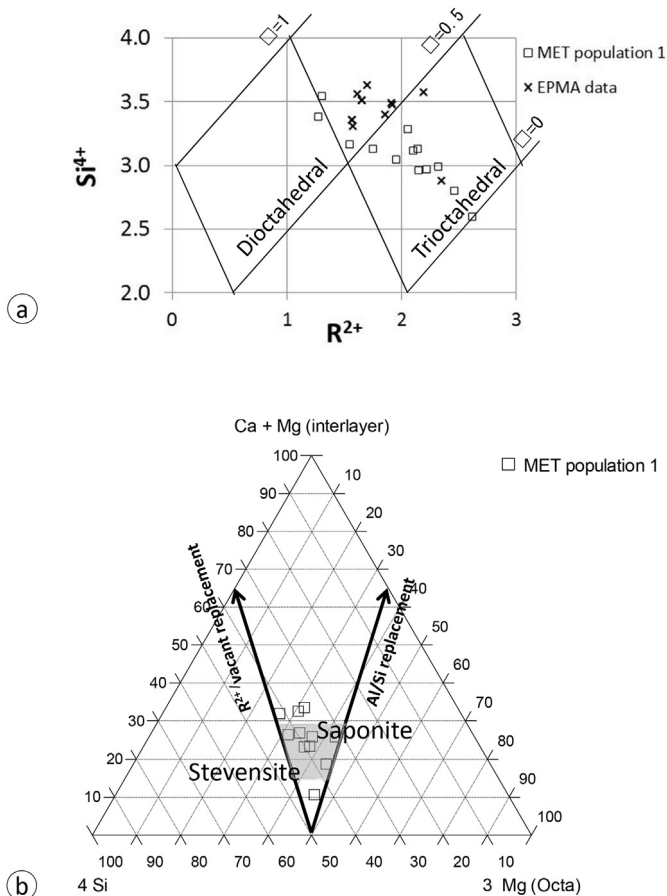 □=1
□=0.5
□=0
4.0
3.5
3.0
2.5
2.0
Si4+
0
1
2
3
R2+
Dioctahedral
Trioctahedral
□ MET population 1
× EPMA data
a
Ca + Mg (interlayer)
□ MET population 1
100
90
80
70
60
50
40
30
20
10
10
20
30
40
50
60
70
80
90
100
R2+/ vacant replacement
Al/Si replacement
Saponite
Stevensite
100 90 80 70 60 50 40 30 20 10
4 Si
3 Mg (Octa)
b